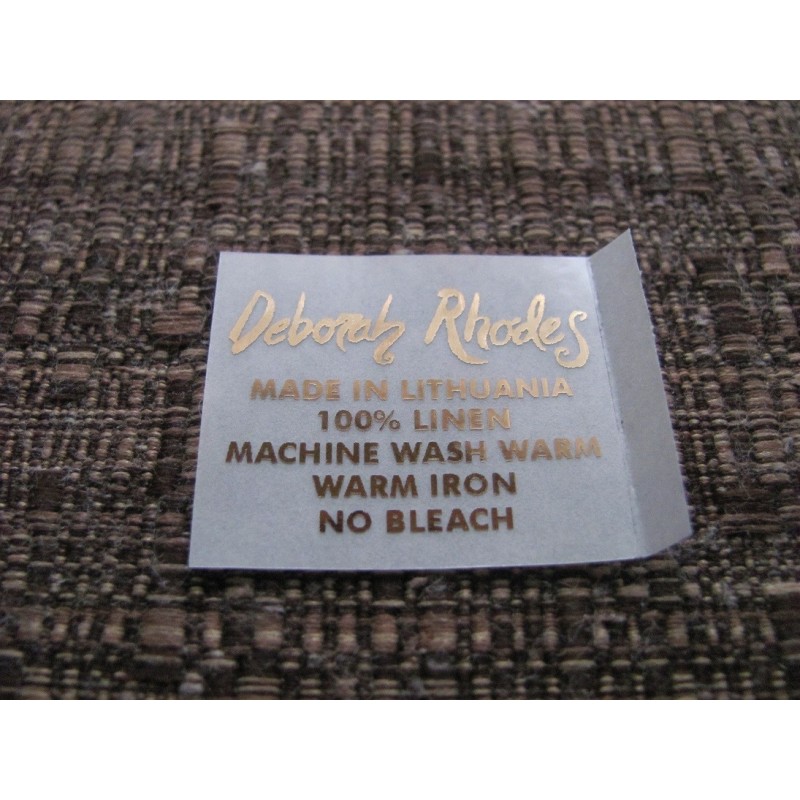 Deborah Rhodes
MADE IN LITHUANIA
100% LINEN
MACHINE WASH WARM
WARM IRON
NO BLEACH